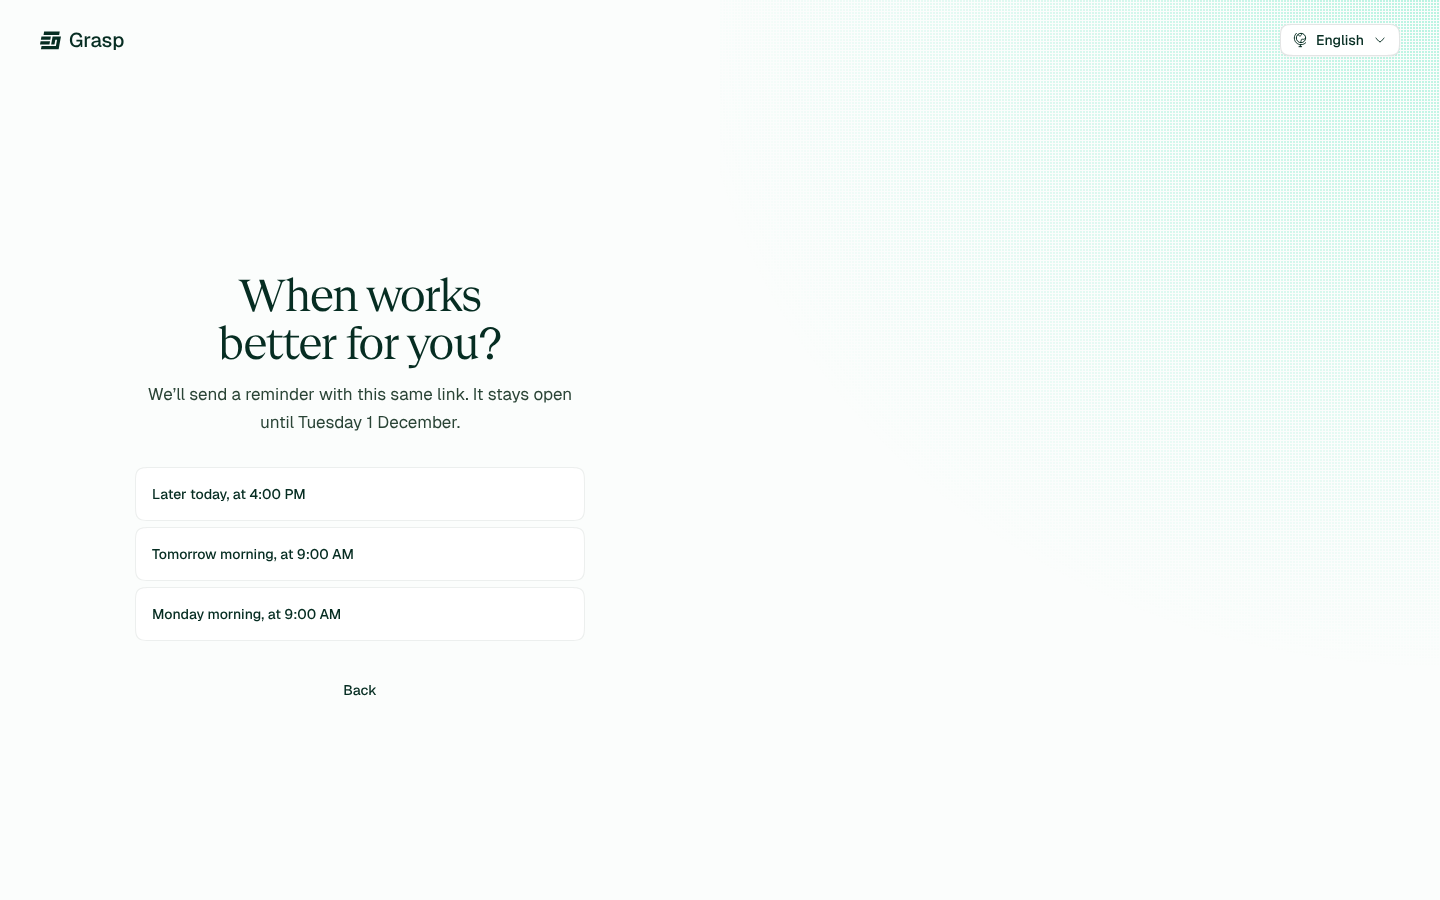 Grasp
English
When works
better for you?
We’ll send a reminder with this same link. It stays open
until Tuesday 1 December.
Later today, at 4:00 PM
Tomorrow morning, at 9:00 AM
Monday morning, at 9:00 AM
Back